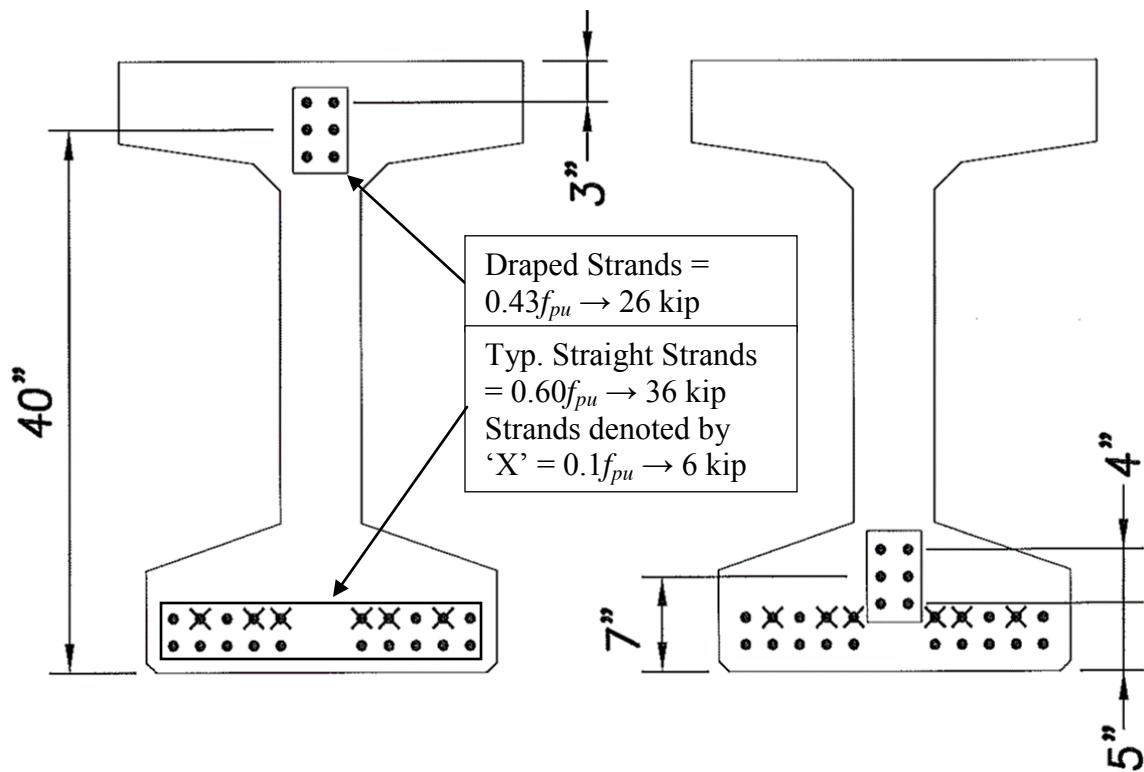 3”
40”
Draped Strands =
0.43fpu → 26 kip
Typ. Straight Strands
= 0.60fpu → 36 kip
Strands denoted by
‘X’ = 0.1fpu → 6 kip
4”
7”
5”